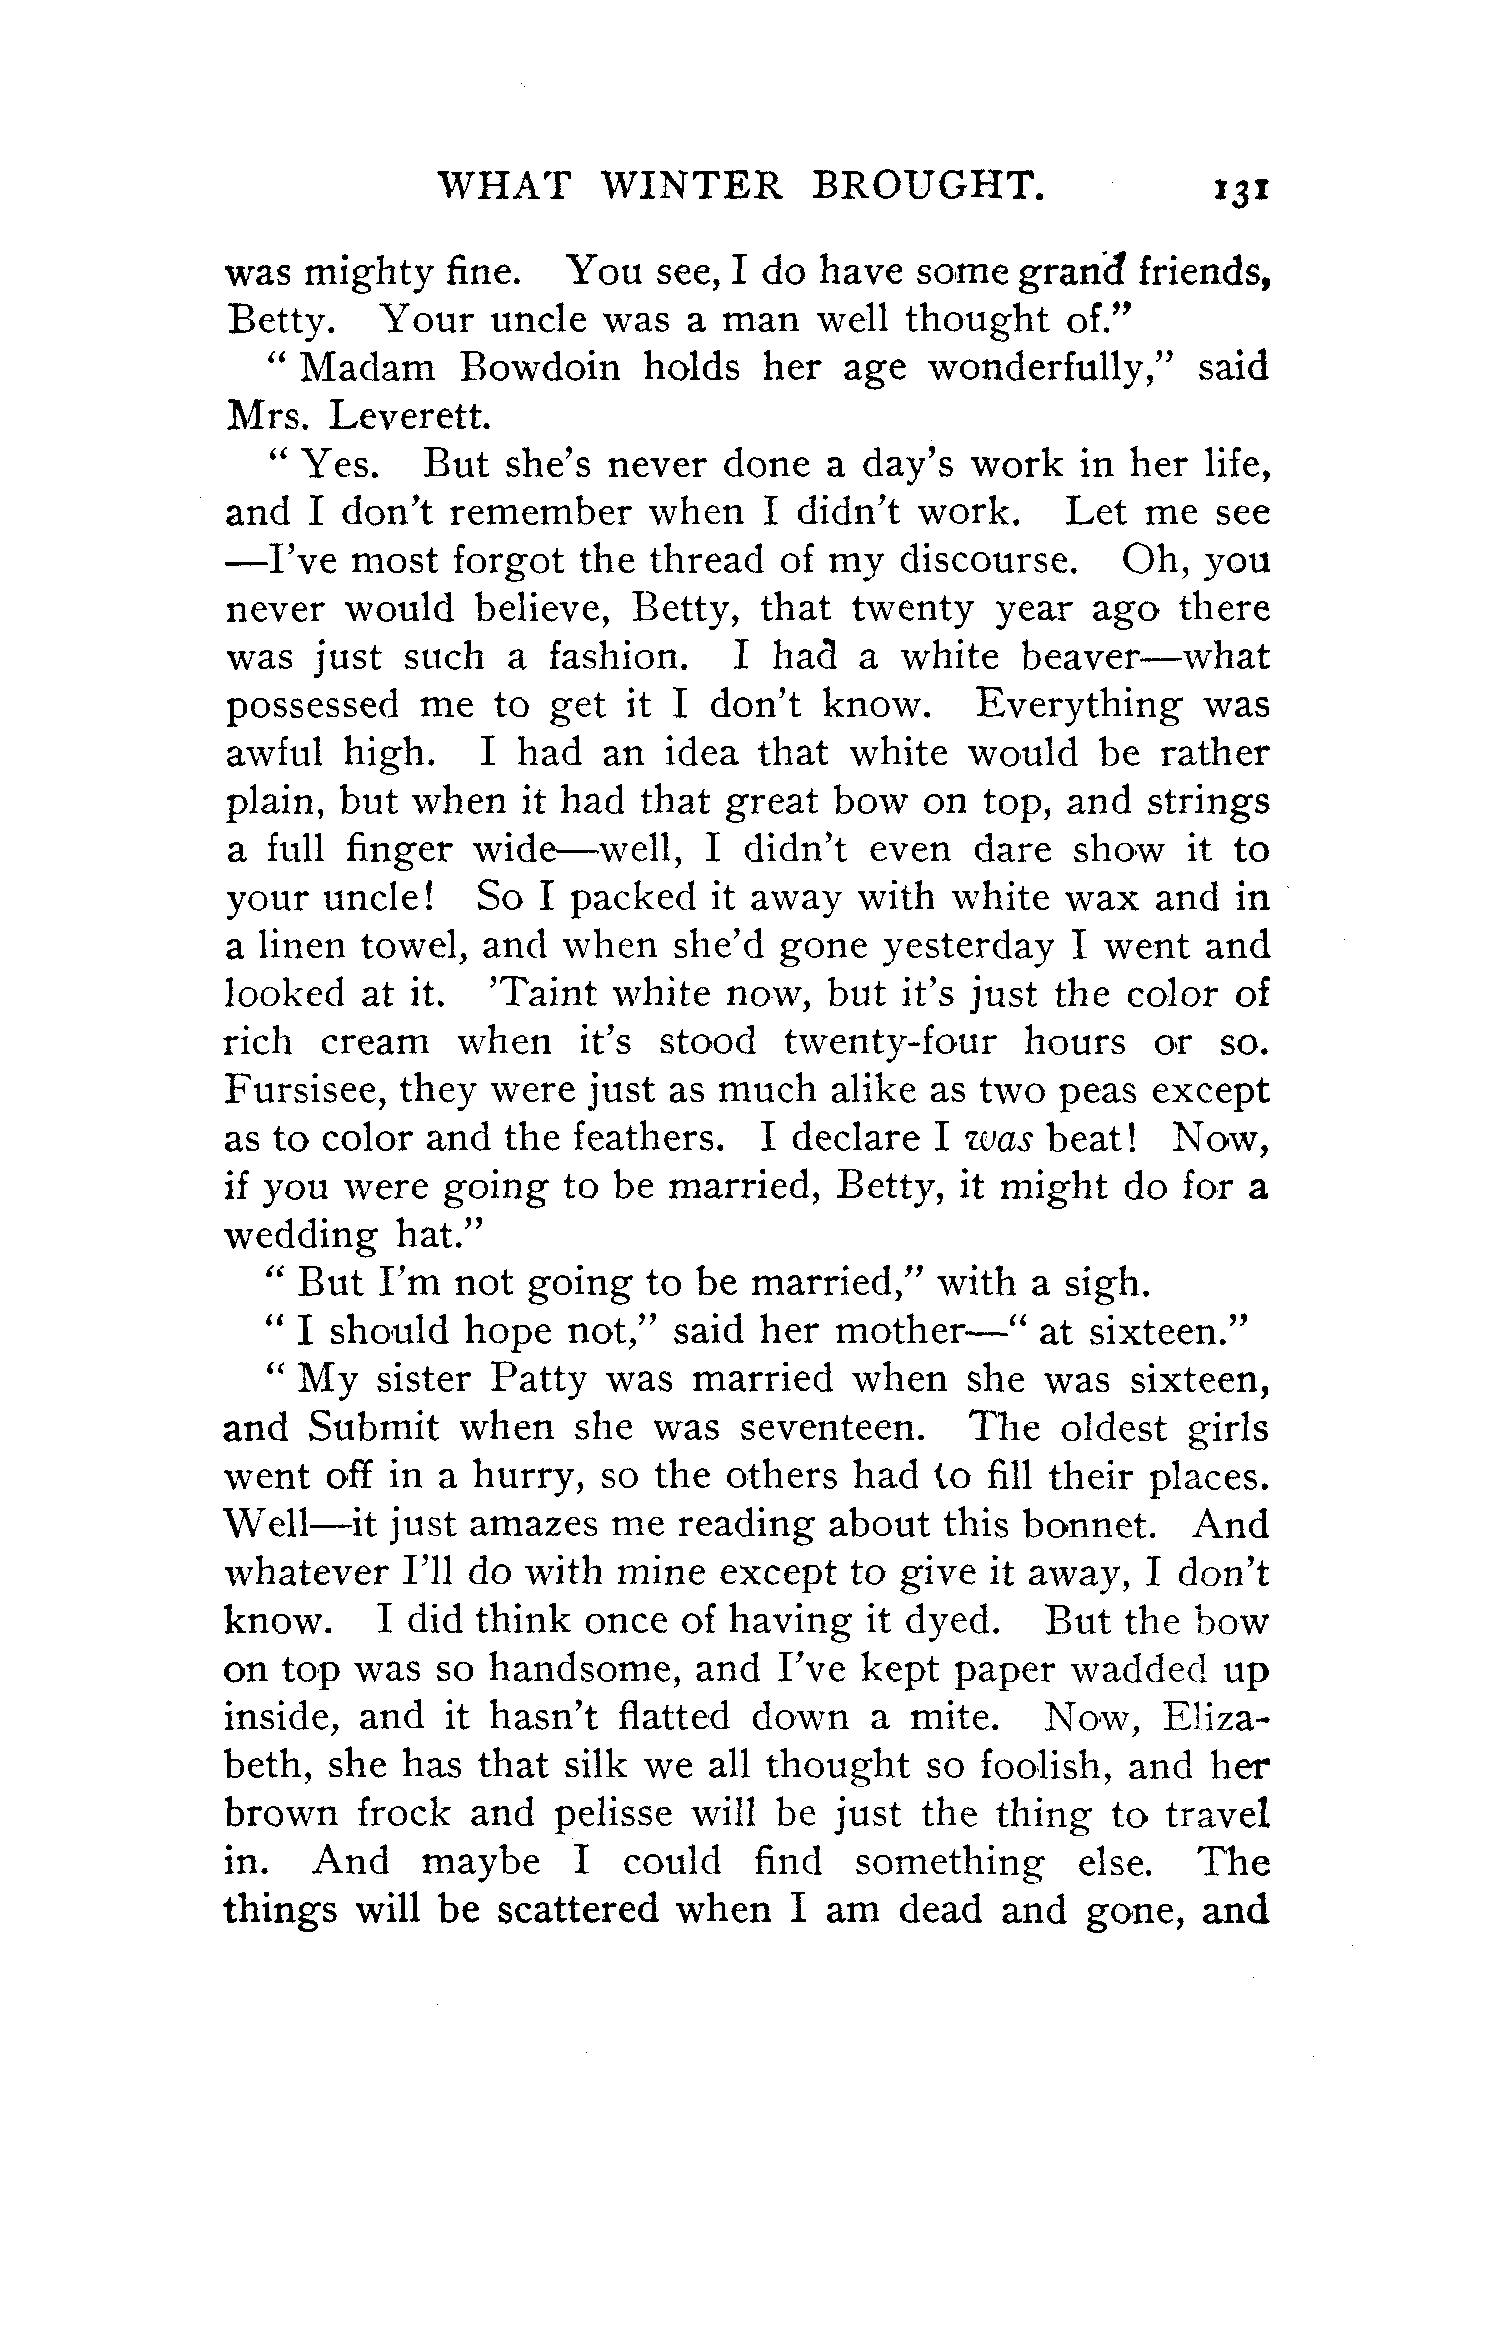 WHAT WINTER BROUGHT. 131
was mighty fine. You see, I do have some grand friends,
Betty. Your uncle was a man well thought of.”
“ Madam Bowdoin holds her age wonderfully,” said
Mrs. Leverett.
“ Yes. But she’s never done a day’s work in her life,
and I don’t remember when I didn’t work. Let me see
—I’ve most forgot the thread of my discourse. Oh, you
never would believe, Betty, that twenty year ago there
was just such a fashion. I had a white beaver—what
possessed me to get it I don’t know. Everything was
awful high. I had an idea that white would be rather
plain, but when it had that great bow on top, and strings
a full finger wide—well, I didn’t even dare show it to
your uncle! So I packed it away with white wax and in
a linen towel, and when she’d gone yesterday I went and
looked at it. ’Taint white now, but it’s just the color of
rich cream when it’s stood twenty-four hours or so.
Fursisee, they were just as much alike as two peas except
as to color and the feathers. I declare I was beat! Now,
if you were going to be married, Betty, it might do for a
wedding hat.”
“ But I’m not going to be married,” with a sigh.
“ I should hope not,” said her mother—“ at sixteen.”
“ My sister Patty was married when she was sixteen,
and Submit when she was seventeen. The oldest girls
went off in a hurry, so the others had to fill their places.
Well—it just amazes me reading about this bonnet. And
whatever I’ll do with mine except to give it away, I don’t
know. I did think once of having it dyed. But the bow
on top was so handsome, and I’ve kept paper wadded up
inside, and it hasn’t flatted down a mite. Now, Eliza-
beth, she has that silk we all thought so foolish, and her
brown frock and pelisse will be just the thing to travel
in. And maybe I could find something else. The
things will be scattered when I am dead and gone, and